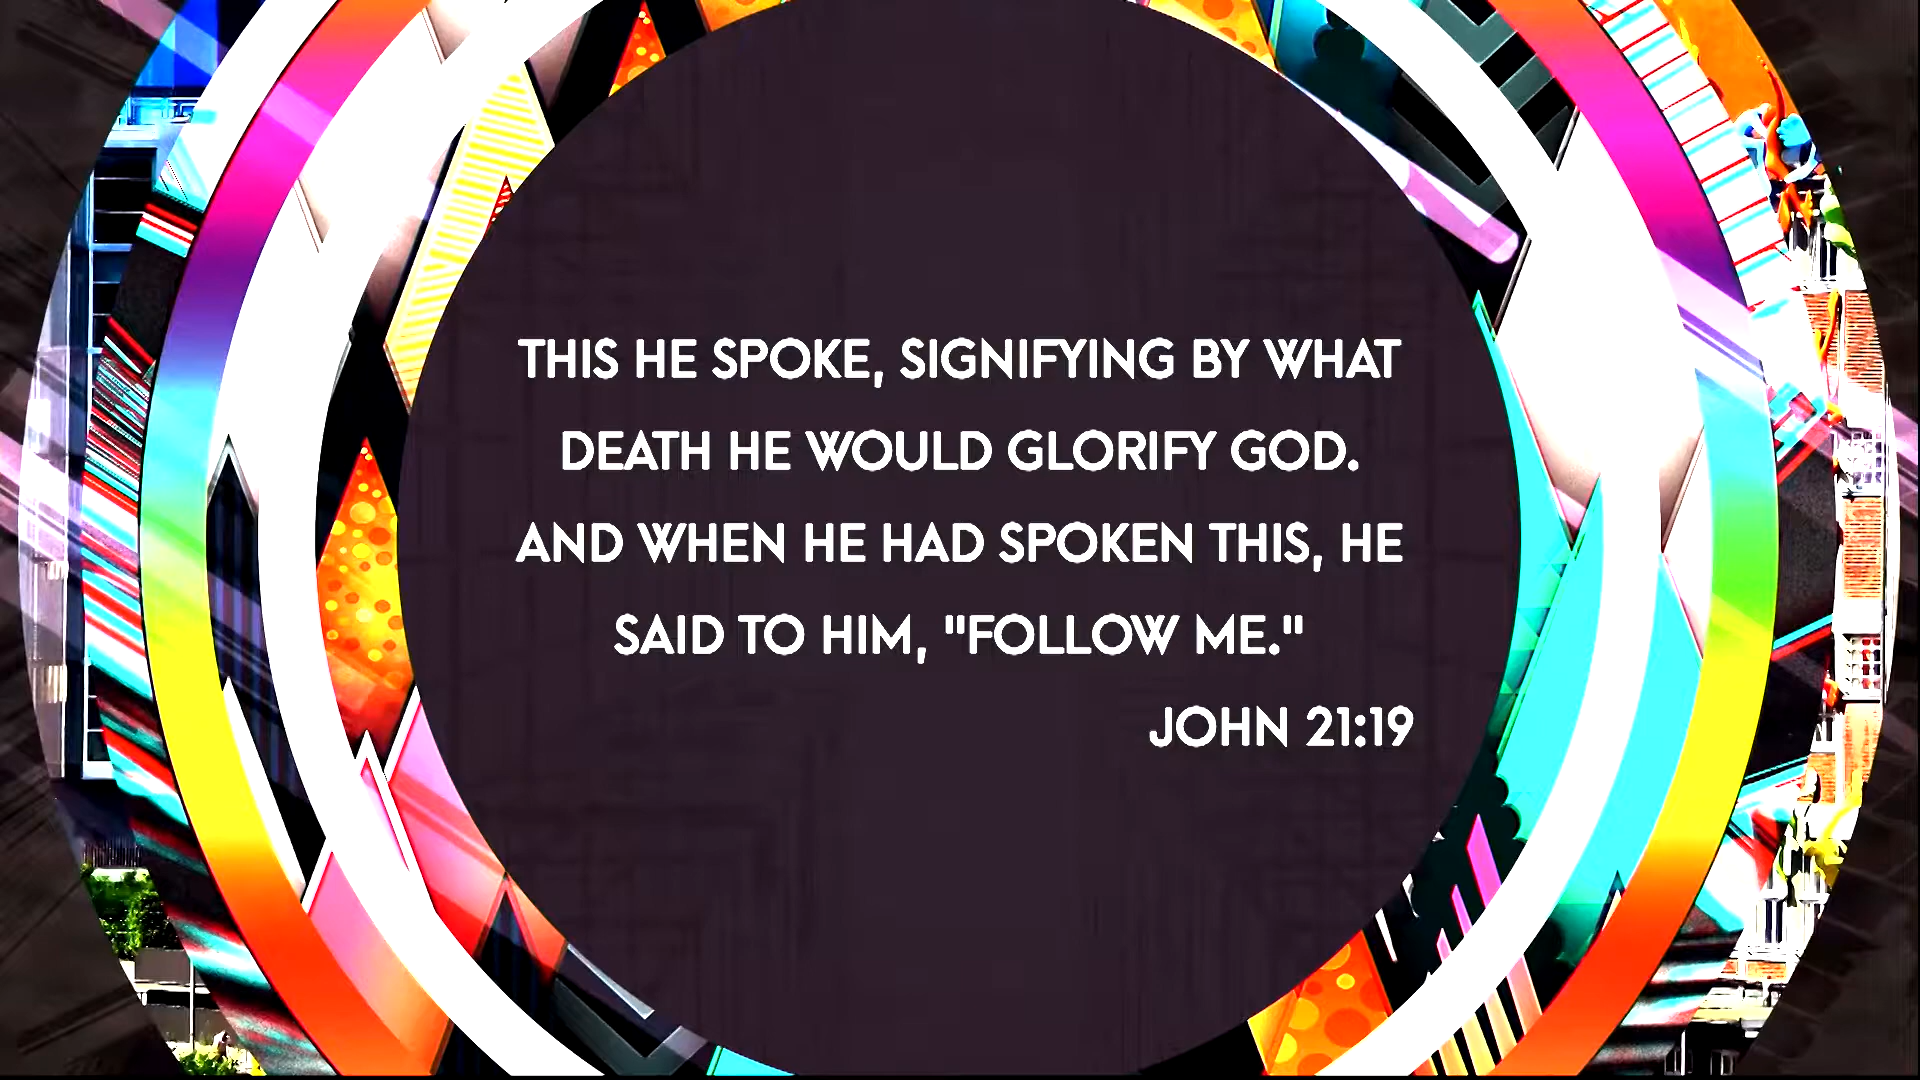 THIS HE SPOKE, SIGNIFYING BY WHAT
DEATH HE WOULD GLORIFY GOD.
AND WHEN HE HAD SPOKEN THIS, HE
SAID TO HIM, "FOLLOW ME."
JOHN 21:19